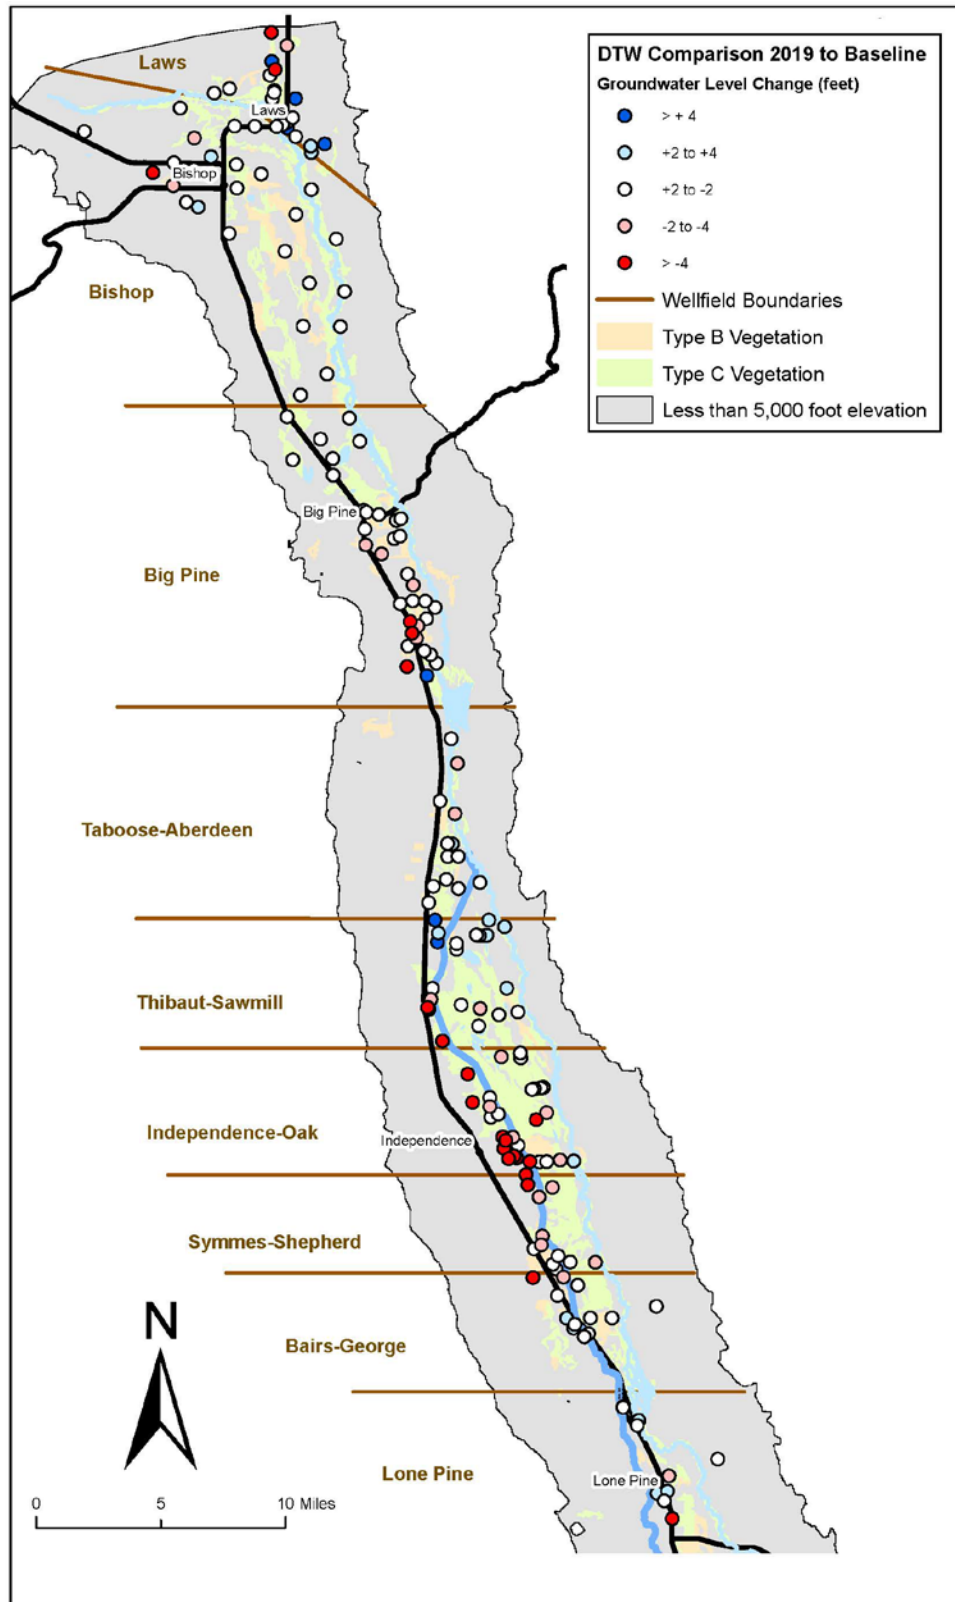 DTW Comparison 2019 to Baseline
Groundwater Level Change (feet)
> + 4
+2 to +4
+2 to -2
-2 to -4
> -4
Wellfield Boundaries
Type B Vegetation
Type C Vegetation
Less than 5,000 foot elevation
Laws
Laws
Bishop
Bishop
Big Pine
Big Pine
Taboose-Aberdeen
Thibaut-Sawmill
Independence-Oak
Independence
Symmes-Shepherd
N
Bairs-George
Lone Pine
Lone Pine
0 5 10 Miles